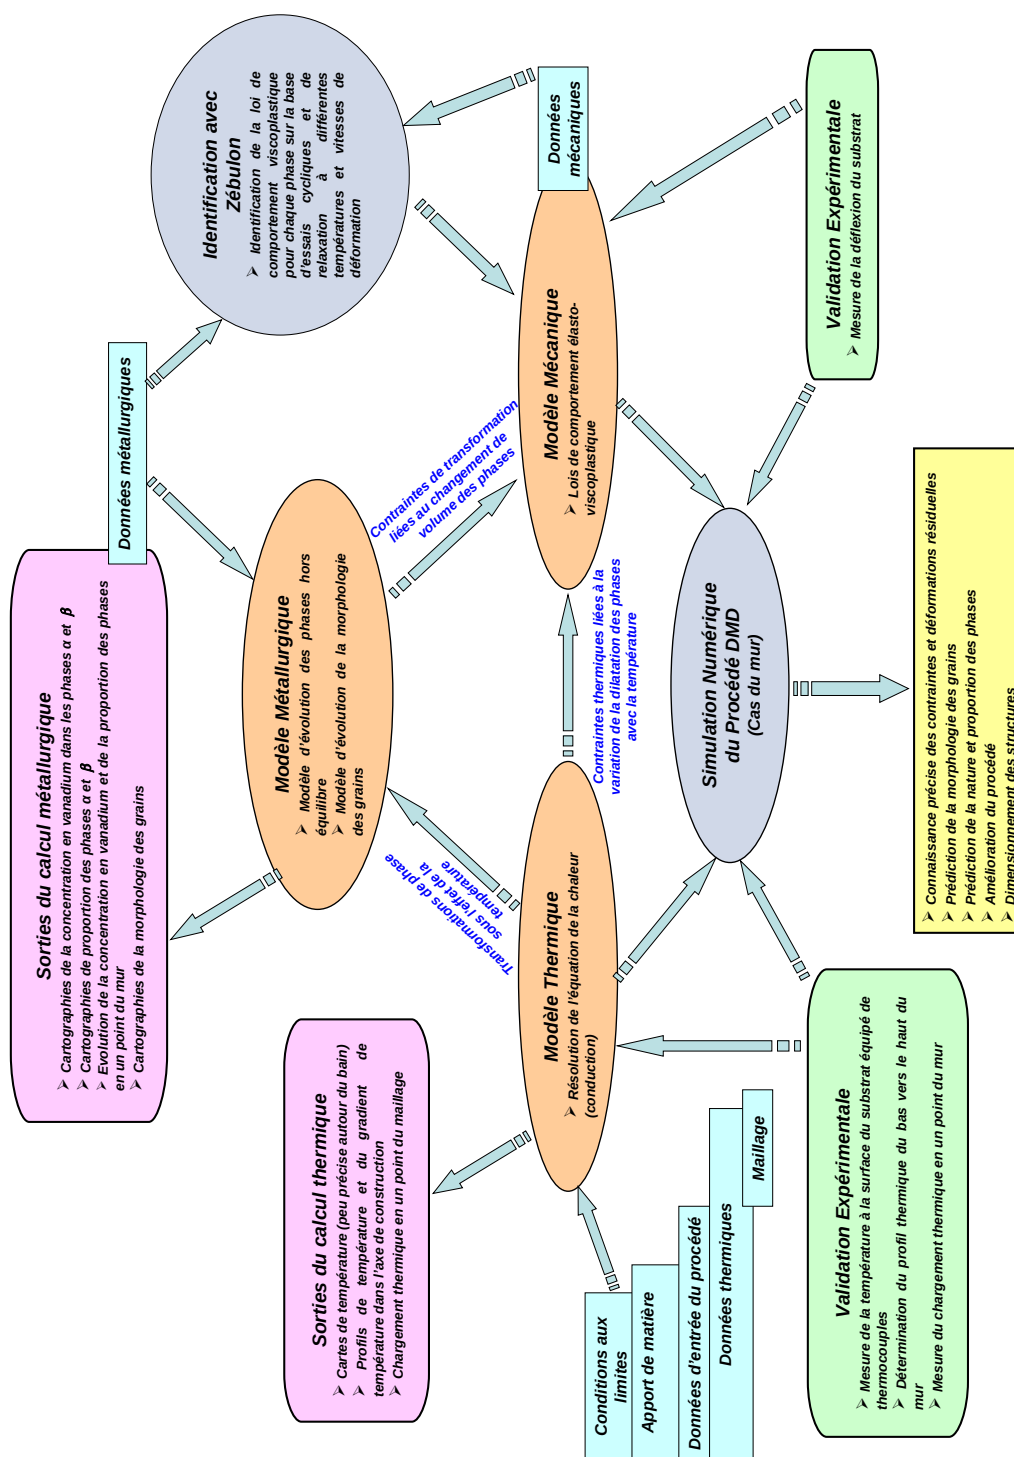 Sorties du calcul métallurgique
➢ Cartographies de la concentration en vanadium dans les phases α et β
➢ Cartographies de proportion des phases α et β
➢ Evolution de la concentration en vanadium et de la proportion des phases
en un point du mur
➢ Cartographies de la morphologie des grains
Données métallurgiques
Identification avec
Zébulon
➢ Identification de la loi de
comportement viscoplastique
pour chaque phase sur la base
d'essais cycliques et de
relaxation à différentes
températures et vitesses de
déformation
Sorties du calcul thermique
➢ Cartes de température (peu précise autour du bain)
➢ Profils de température et du gradient de
température dans l'axe de construction
➢ Chargement thermique en un point du maillage
Modèle Métallurgique
➢ Modèle d'évolution des phases hors
équilibre
➢ Modèle d'évolution de la morphologie
des grains
Transformations de phase
sous l'effet de la
température
Contraintes de transformation
liées au changement de
volume des phases
Données
mécaniques
Modèle Thermique
➢ Résolution de l'équation de chaleur
(conduction)
Contraintes thermiques liées à la
variation de la dilatation des phases
avec la température
Modèle Mécanique
➢ Lois de comportement élasto-
viscoplastique
Conditions aux
limites
Apport de matière
Données d'entrée du procédé
Données thermiques
Maillage
Simulation Numérique
du Procédé DMD
(Cas du mur)
Validation Expérimentale
➢ Mesure de la température à la surface du substrat équipé de
thermocouples
➢ Détermination du profil thermique du bas vers le haut du
mur
➢ Mesure du chargement thermique en un point du mur
Validation Expérimentale
➢ Mesure de la déflexion du substrat
➢ Connaissance précise des contraintes et déformations résiduelles
➢ Prédiction de la morphologie des grains
➢ Prédiction de la nature et proportion des phases
➢ Amélioration du procédé
➢ Dimensionnement des structures